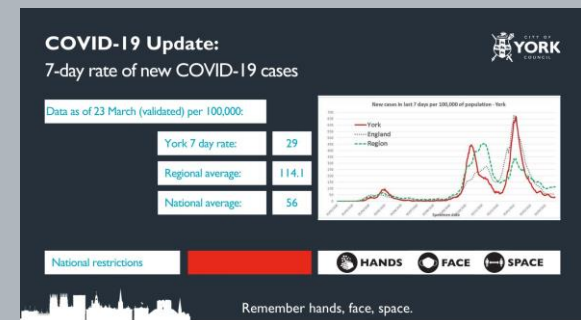 COVID-19 Update:
7-day rate of new COVID-19 cases
CITY OF
YORK
COUNCIL
Data as of 23 March (validated) per 100,000:
York 7 day rate:
29
Regional average:
114.1
National average:
56
New cases in last 7 days per 100,000 of population - York
York
England
Region
Specimen date
National restrictions
HANDS
FACE
SPACE
Remember hands, face, space.